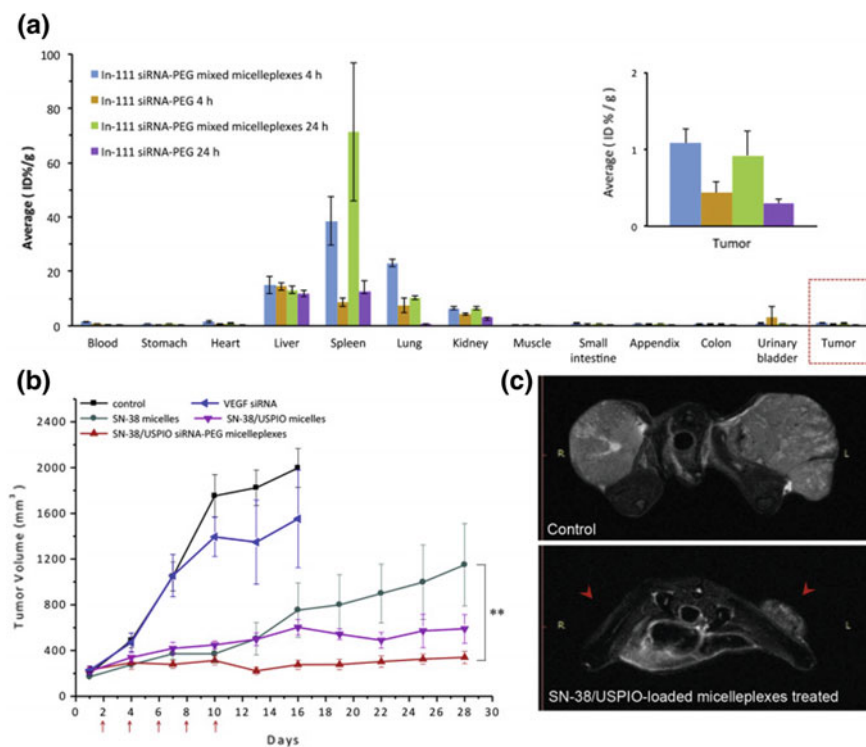 (a)
100
80
60
40
20
0
Average ( ID%/g)
In-111 siRNA-PEG mixed micelleplexes 4 h
In-111 siRNA-PEG 4 h
In-111 siRNA-PEG mixed micelleplexes 24 h
In-111 siRNA-PEG 24 h
Blood Stomach Heart Liver Spleen Lung Kidney Muscle Small intestine Appendix Colon Urinary bladder Tumor
2
1
0
Average ( ID% / g)
Tumor
(b)
control
VEGF siRNA
SN-38 micelles
SN-38/USPIO micelles
SN-38/USPIO siRNA-PEG micelleplexes
2400
2000
1600
1200
800
400
0
Tumor Volume (mm³)
**
0 2 4 6 8 10 12 14 16 18 20 22 24 26 28 30
Days
(c)
R L
Control
R L
SN-38/USPIO-loaded micelleplexes treated